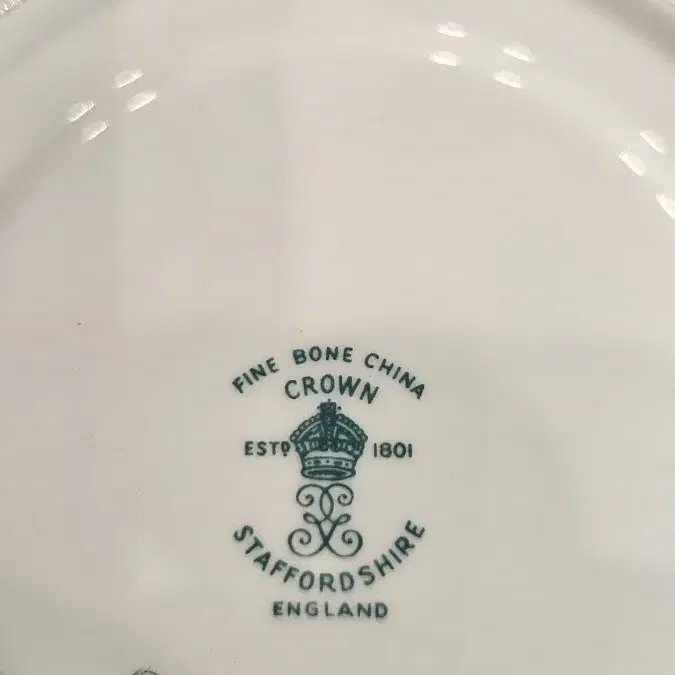 FINE BONE CHINA
CROWN
ESTD 1801
STAFFORDSHIRE
ENGLAND